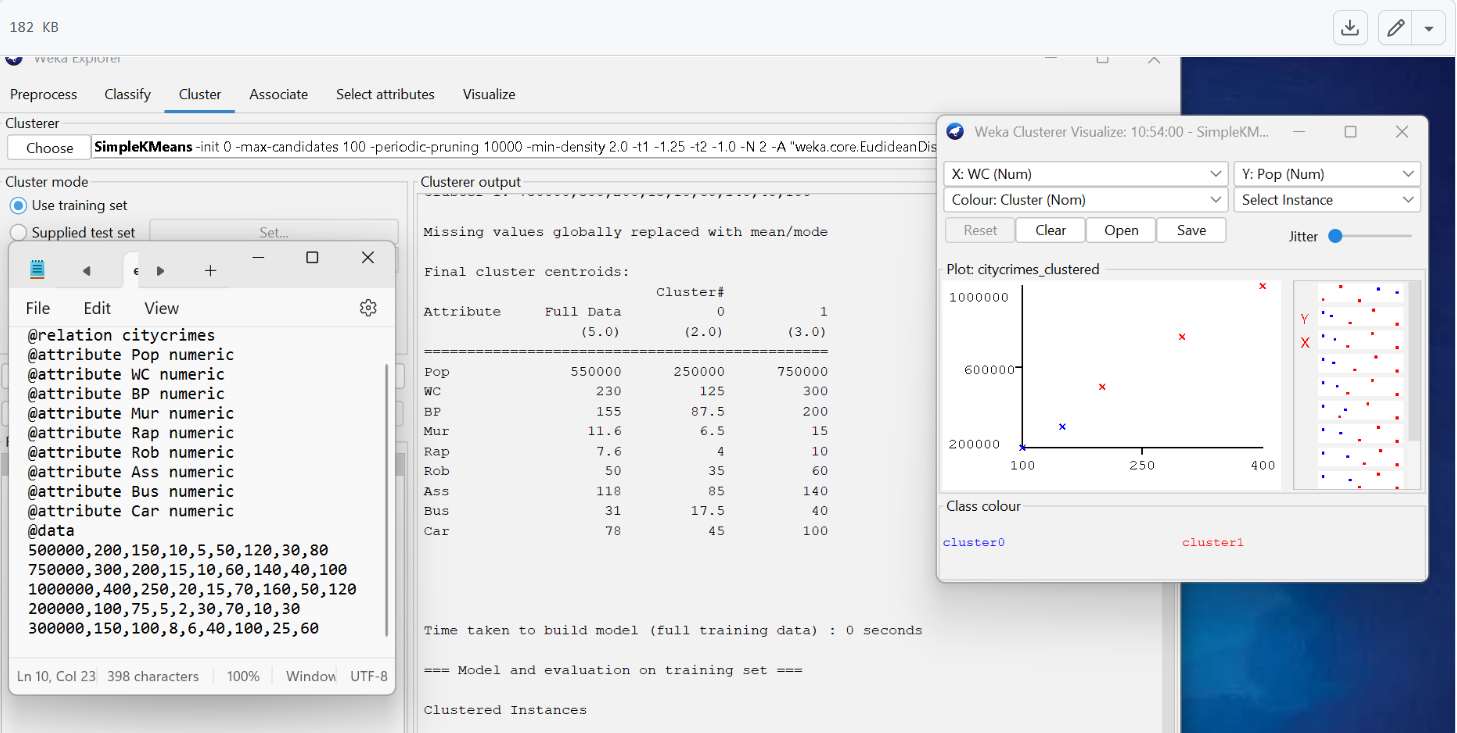 182 KB
Weka Explorer
Preprocess Classify Cluster Associate Select attributes Visualize
Clusterer
Choose SimpleKMeans -init 0 -max-candidates 100 -periodic-pruning 10000 -min-density 2.0 -t1 -1.25 -t2 -1.0 -N 2 -A "weka.core.EuclideanDis
Cluster mode
Use training set
Supplied test set Set...
File Edit View
@relation citycrimes
@attribute Pop numeric
@attribute WC numeric
@attribute BP numeric
@attribute Mur numeric
@attribute Rap numeric
@attribute Rob numeric
@attribute Ass numeric
@attribute Bus numeric
@attribute Car numeric
@data
500000,200,150,10,5,50,120,30,80
750000,300,200,15,10,60,140,40,100
1000000,400,250,20,15,70,160,50,120
200000,100,75,5,2,30,70,10,30
300000,150,100,8,6,40,100,25,60
Ln 10, Col 23 398 characters 100% Window UTF-8
Clusterer output
Missing values globally replaced with mean/mode
Final cluster centroids:
Cluster#
Attribute Full Data 0 1
(5.0) (2.0) (3.0)
==============================================
Pop 550000 250000 750000
WC 230 125 300
BP 155 87.5 200
Mur 11.6 6.5 15
Rap 7.6 4 10
Rob 50 35 60
Ass 118 85 140
Bus 31 17.5 40
Car 78 45 100
Time taken to build model (full training data) : 0 seconds
=== Model and evaluation on training set ===
Clustered Instances
Weka Clusterer Visualize: 10:54:00 - SimpleKM...
X: WC (Num) Y: Pop (Num)
Colour: Cluster (Nom) Select Instance
Reset Clear Open Save Jitter
Plot: citycrimes_clustered
1000000
600000
200000
100 250 400
Y
X
Class colour
cluster0 cluster1